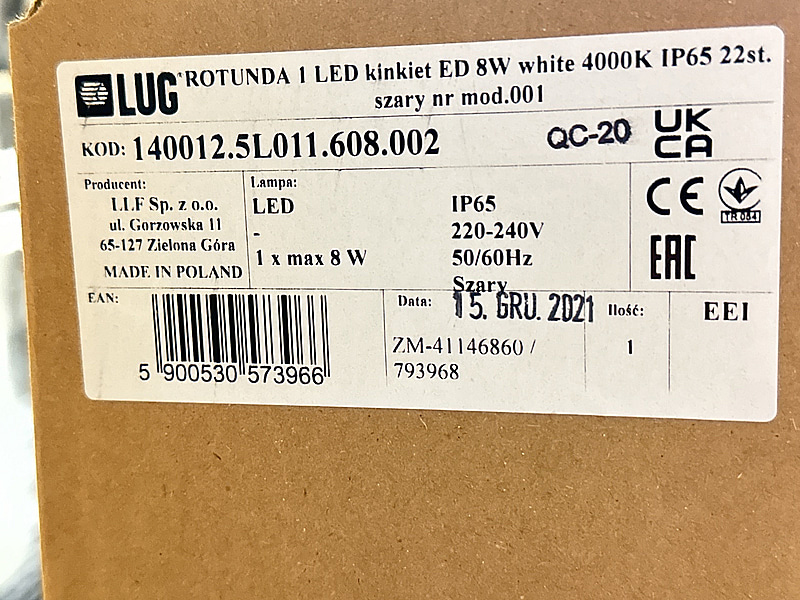 LUG ROTUNDA 1 LED kinkiet ED 8W white 4000K IP65 22st.
szary nr mod.001
KOD: 140012.5L011.608.002
QC-20
UK
CA
Producent:
L.I.F Sp. z o.o.
ul. Gorzowska 11
65-127 Zielona Góra
MADE IN POLAND
Lampa:
LED
-
1 x max 8 W
IP65
220-240V
50/60Hz
Szary
CE
TR 084
EAC
EAN:
5 900530 573966
Data: 15. GRU. 2021
ZM-41146860 /
793968
Ilość:
1
EEI